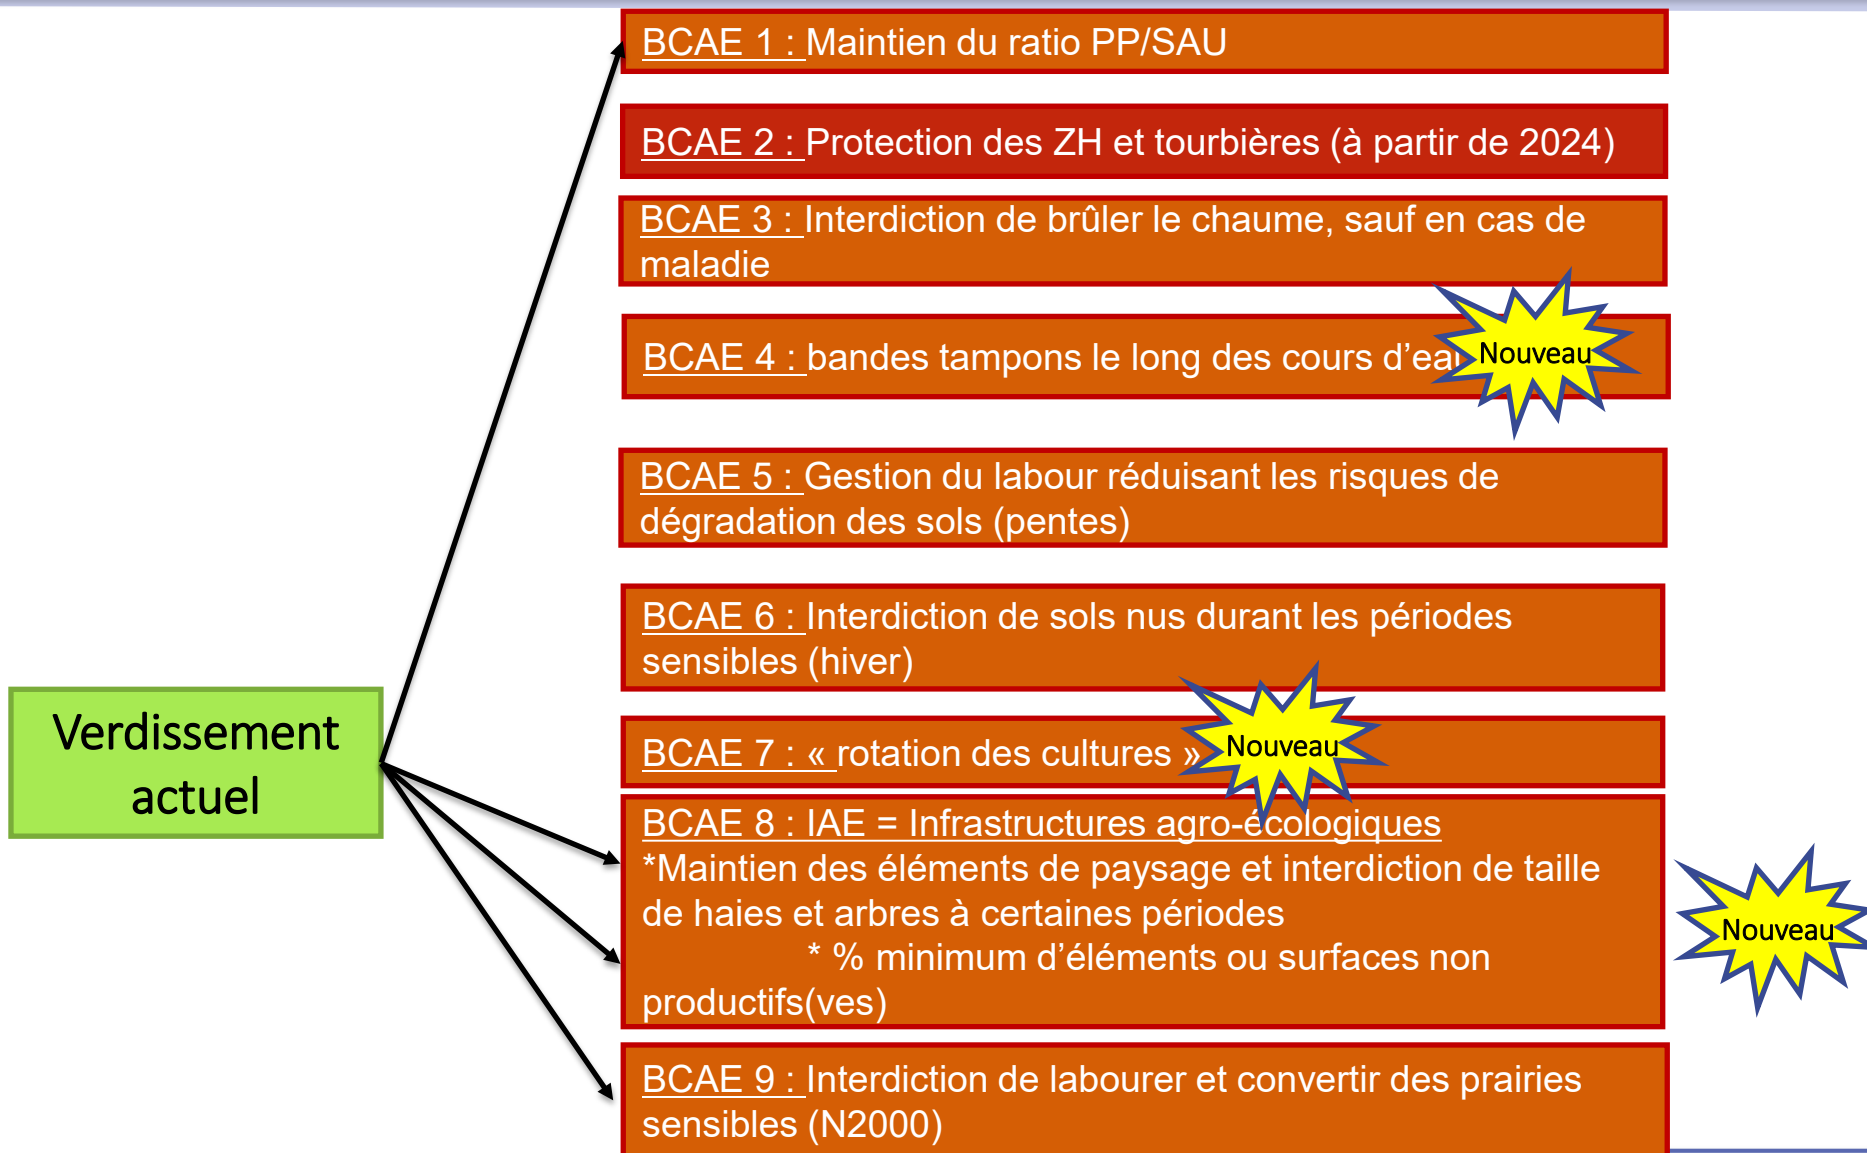 BCAE 1 : Maintien du ratio PP/SAU
BCAE 2 : Protection des ZH et tourbières (à partir de 2024)
BCAE 3 : Interdiction de brûler le chaume, sauf en cas de
maladie
BCAE 4 : bandes tampons le long des cours
Nouveau
BCAE 5 : Gestion du labour réduisant les risques de
dégradation des sols (pentes)
BCAE 6 : Interdiction de sols nus durant les périodes
sensibles (hiver)
Verdissement
actuel
BCAE 7 : « rotation des cultures »
Nouveau
BCAE 8 : IAE = Infrastructures agro-écologiques
*Maintien des éléments de paysage et interdiction de taille
de haies et arbres à certaines périodes
* % minimum d’éléments ou surfaces non
productifs(ves)
Nouveau
BCAE 9 : Interdiction de labourer et convertir des prairies
sensibles (N2000)